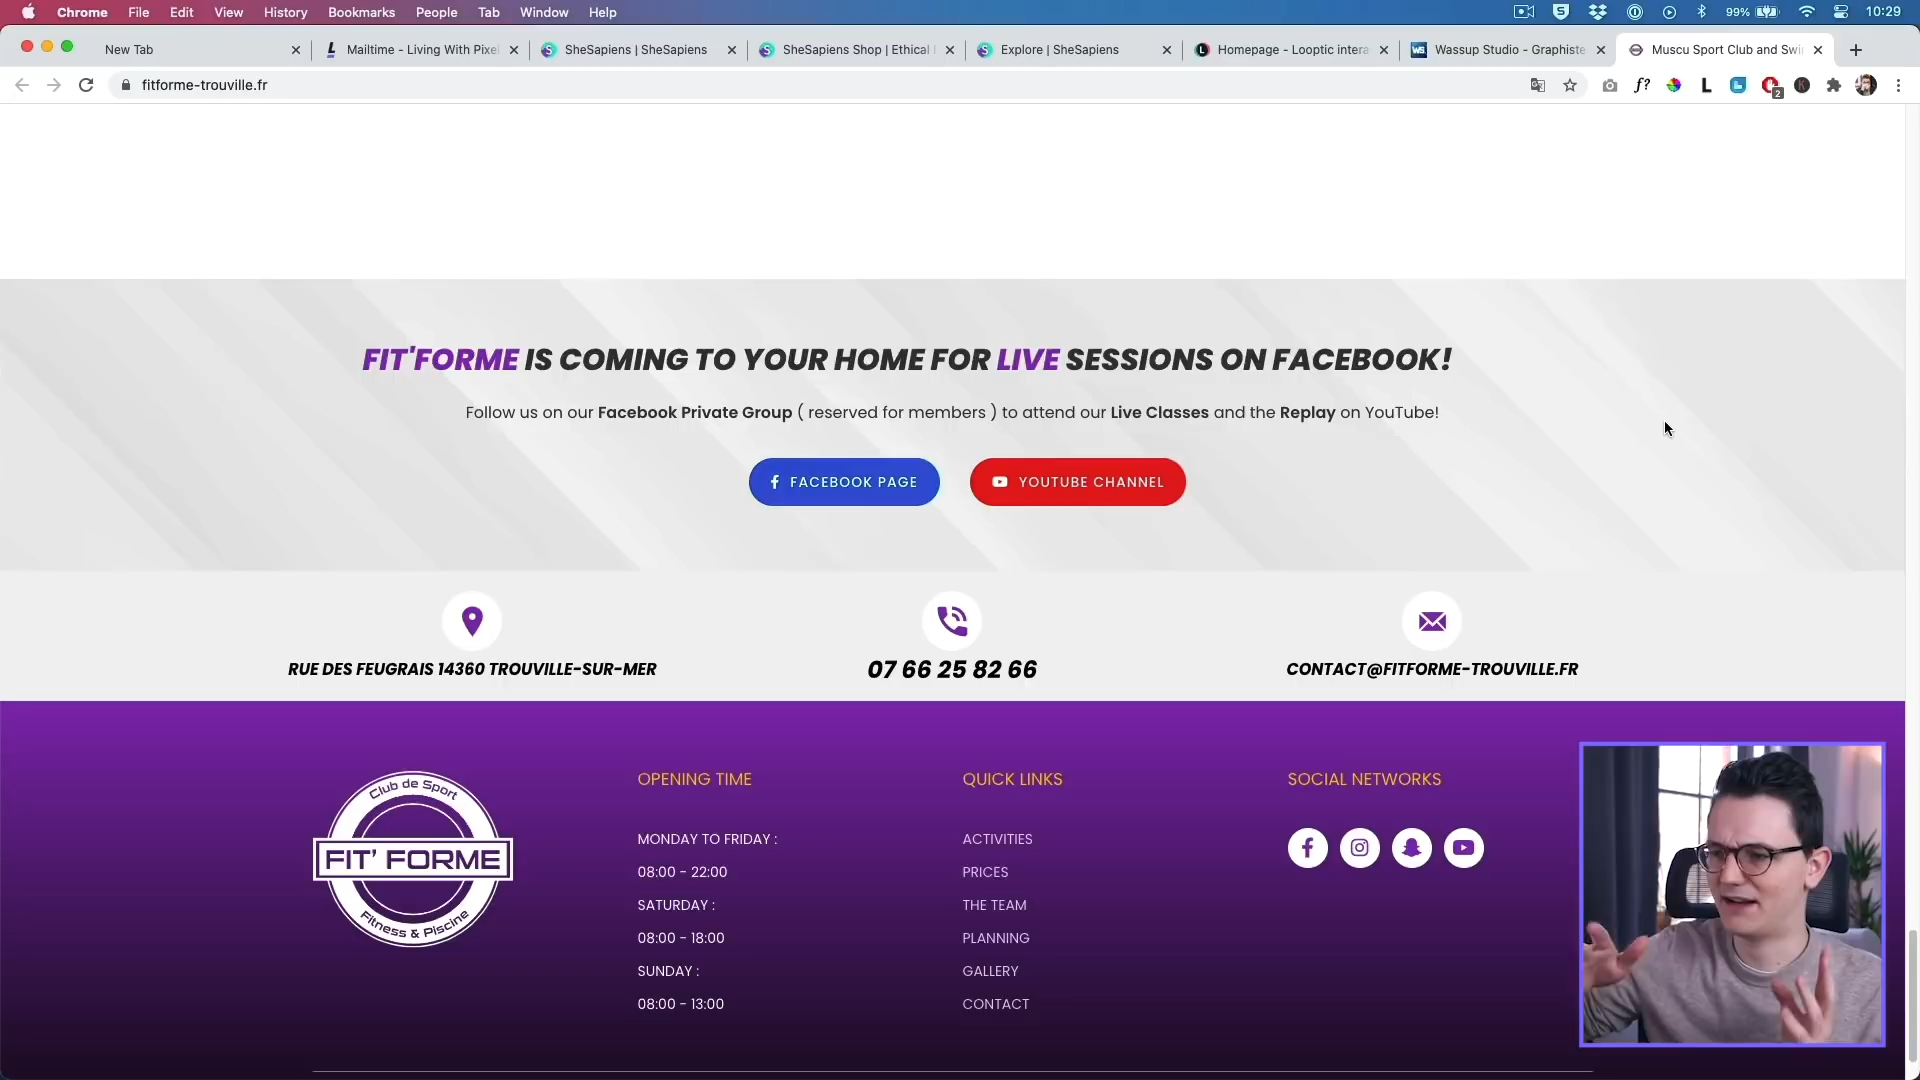 Chrome File Edit View History Bookmarks People Tab Window Help 99% 10:29
New Tab
Mailtime - Living With Pixel
SheSapiens | SheSapiens
SheSapiens Shop | Ethical
Explore | SheSapiens
Homepage - Looptic intera
Wassup Studio - Graphiste
Muscu Sport Club and Swi
fitforme-trouville.fr
2
FIT'FORME IS COMING TO YOUR HOME FOR LIVE SESSIONS ON FACEBOOK!
Follow us on our Facebook Private Group ( reserved for members ) to attend our Live Classes and the Replay on YouTube!
FACEBOOK PAGE
YOUTUBE CHANNEL
RUE DES FEUGRAIS 14360 TROUVILLE-SUR-MER
07 66 25 82 66
CONTACT@FITFORME-TROUVILLE.FR
Club de Sport
FIT' FORME
Fitness & Piscine
OPENING TIME
MONDAY TO FRIDAY :
08:00 - 22:00
SATURDAY :
08:00 - 18:00
SUNDAY :
08:00 - 13:00
QUICK LINKS
ACTIVITIES
PRICES
THE TEAM
PLANNING
GALLERY
CONTACT
SOCIAL NETWORKS